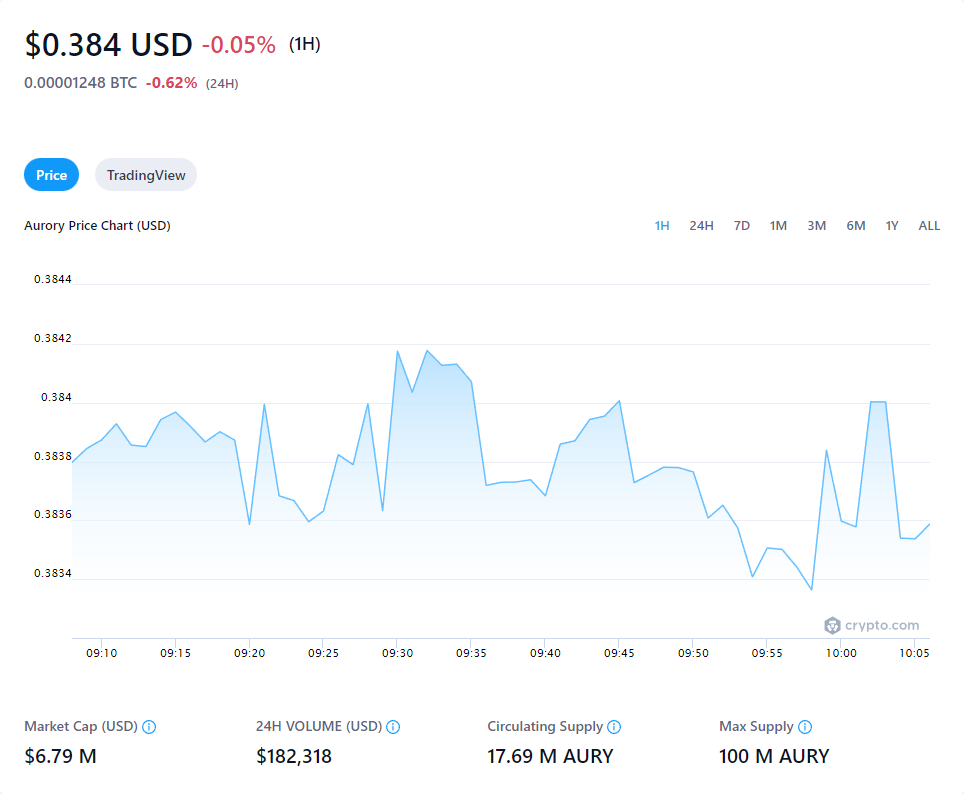 $0.384 USD -0.05% (1H)
0.00001248 BTC -0.62% (24H)
Price TradingView
Aurory Price Chart (USD) 1H 24H 7D 1M 3M 6M 1Y ALL
0.3844
0.3842
0.384
0.3838
0.3836
0.3834
crypto.com
09:10 09:15 09:20 09:25 09:30 09:35 09:40 09:45 09:50 09:55 10:00 10:05
Market Cap (USD) 24H VOLUME (USD) Circulating Supply Max Supply
$6.79 M $182,318 17.69 M AURY 100 M AURY